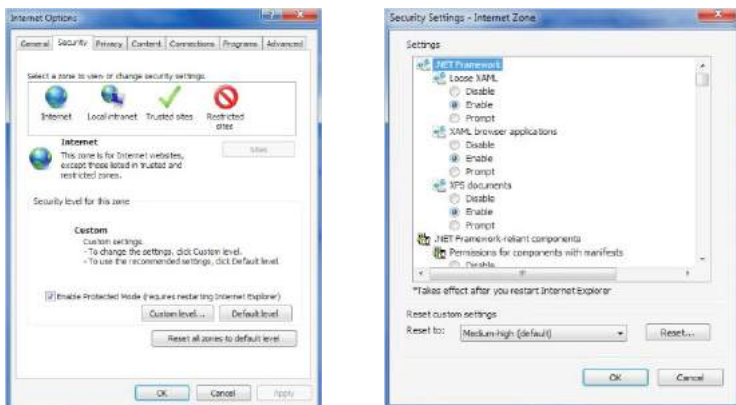 Internet Options
General Security Privacy Content Connections Programs Advanced
Select a zone to view or change security settings.
Internet Local intranet Trusted sites Restricted
sites
Internet
This zone is for Internet websites,
except those listed in trusted and
restricted zones.
Sites
Security level for this zone
Custom
Custom settings.
- To change the settings, click Custom level.
- To use the recommended settings, click Default level.
Enable Protected Mode (requires restarting Internet Explorer)
Custom level... Default level
Reset all zones to default level
OK Cancel Apply
Security Settings - Internet Zone
Settings
.NET Framework
Loose XAML
Disable
Enable
Prompt
XAML browser applications
Disable
Enable
Prompt
XPS documents
Disable
Enable
Prompt
.NET Framework-reliant components
Permissions for components with manifests
Disable
*Takes effect after you restart Internet Explorer
Reset custom settings
Reset to: Medium-high (default) Reset...
OK Cancel